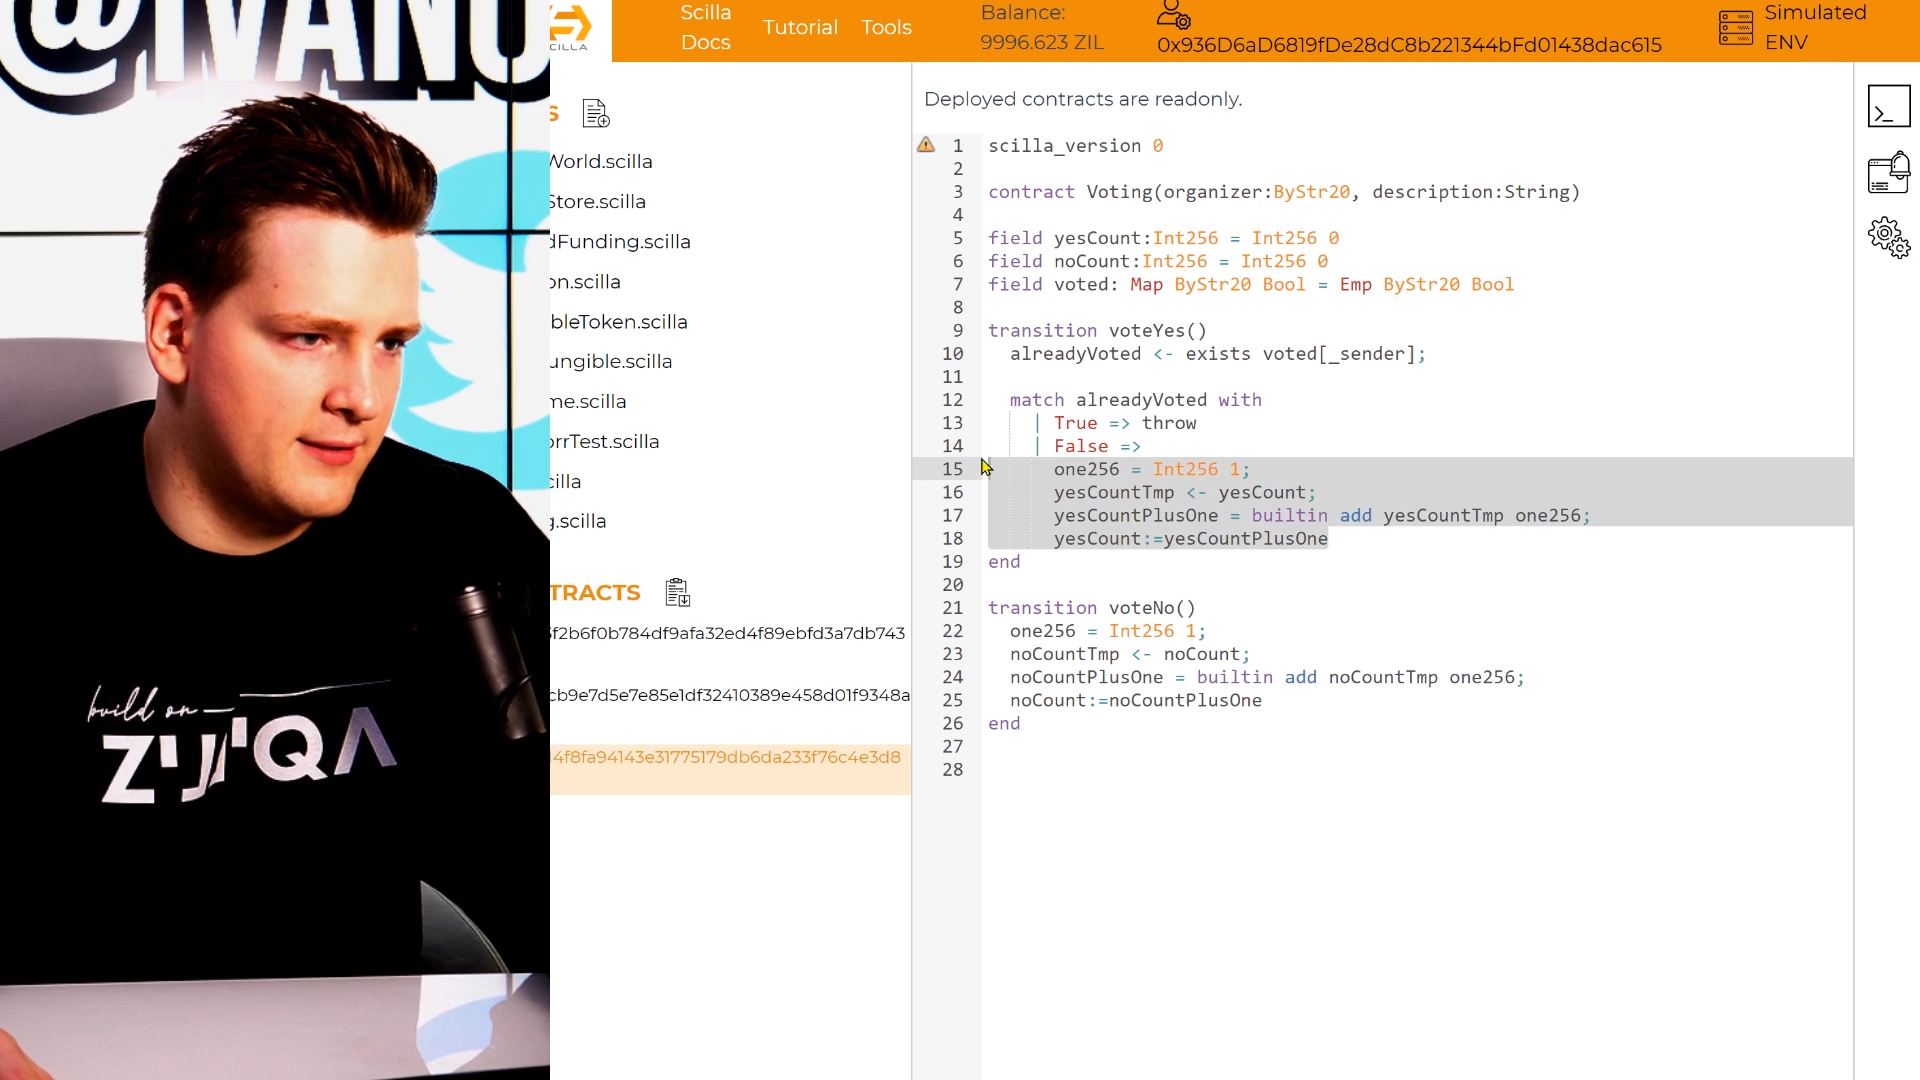 @IVANO
build on
ZILLIQA
CILLA
Scilla
Docs
Tutorial
Tools
Balance:
9996.623 ZIL
0x936D6aD6819fDe28dC8b221344bFd01438dac615
Simulated
ENV
S
World.scilla
Store.scilla
dFunding.scilla
on.scilla
bleToken.scilla
ungible.scilla
me.scilla
orrTest.scilla
cilla
g.scilla
TRACTS
f2b6f0b784df9afa32ed4f89ebfd3a7db743
cb9e7d5e7e85e1df32410389e458d01f9348a
4f8fa94143e31775179db6da233f76c4e3d8
Deployed contracts are readonly.
1 scilla_version 0
2
3 contract Voting(organizer:ByStr20, description:String)
4
5 field yesCount:Int256 = Int256 0
6 field noCount:Int256 = Int256 0
7 field voted: Map ByStr20 Bool = Emp ByStr20 Bool
8
9 transition voteYes()
10 alreadyVoted <- exists voted[_sender];
11
12 match alreadyVoted with
13 | True => throw
14 | False =>
15 one256 = Int256 1;
16 yesCountTmp <- yesCount;
17 yesCountPlusOne = builtin add yesCountTmp one256;
18 yesCount:=yesCountPlusOne
19 end
20
21 transition voteNo()
22 one256 = Int256 1;
23 noCountTmp <- noCount;
24 noCountPlusOne = builtin add noCountTmp one256;
25 noCount:=noCountPlusOne
26 end
27
28